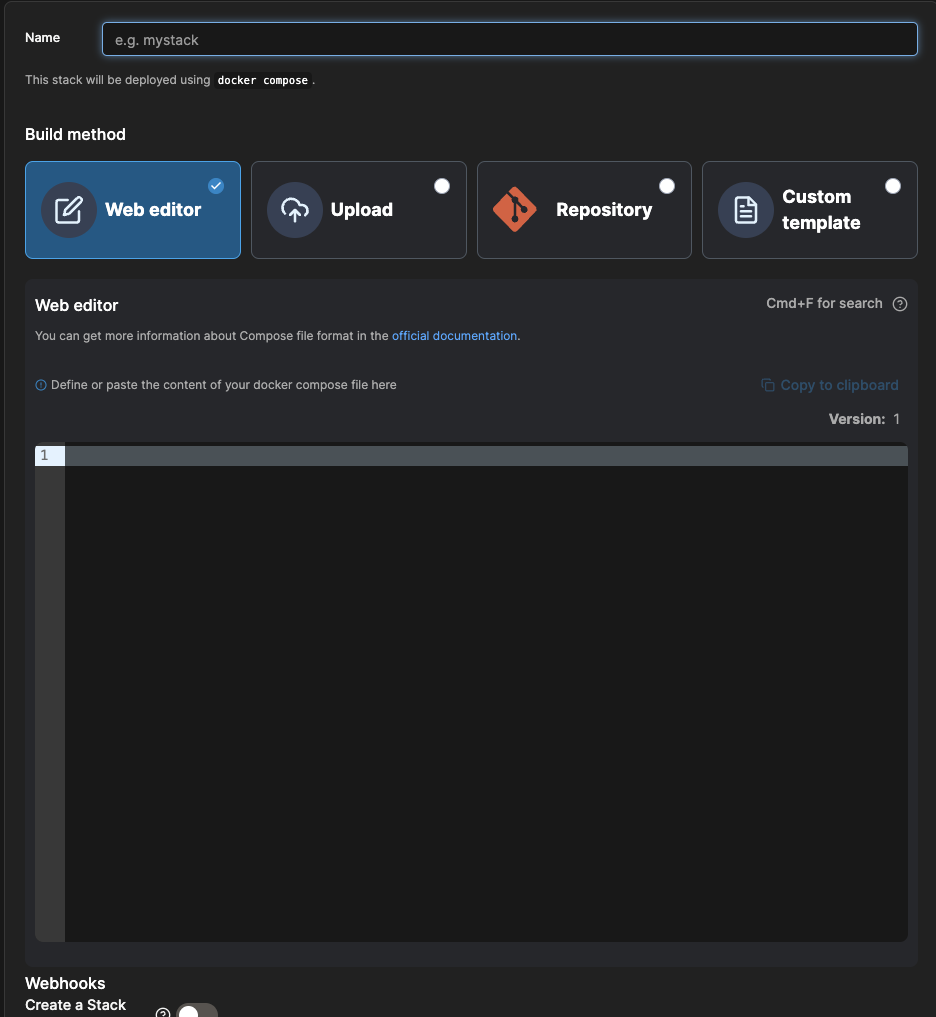 Name
e.g. mystack
This stack will be deployed using docker compose.
Build method
Web editor
Upload
Repository
Custom
template
Web editor
Cmd+F for search
You can get more information about Compose file format in the official documentation.
Define or paste the content of your docker compose file here
Copy to clipboard
Version: 1
1
Webhooks
Create a Stack